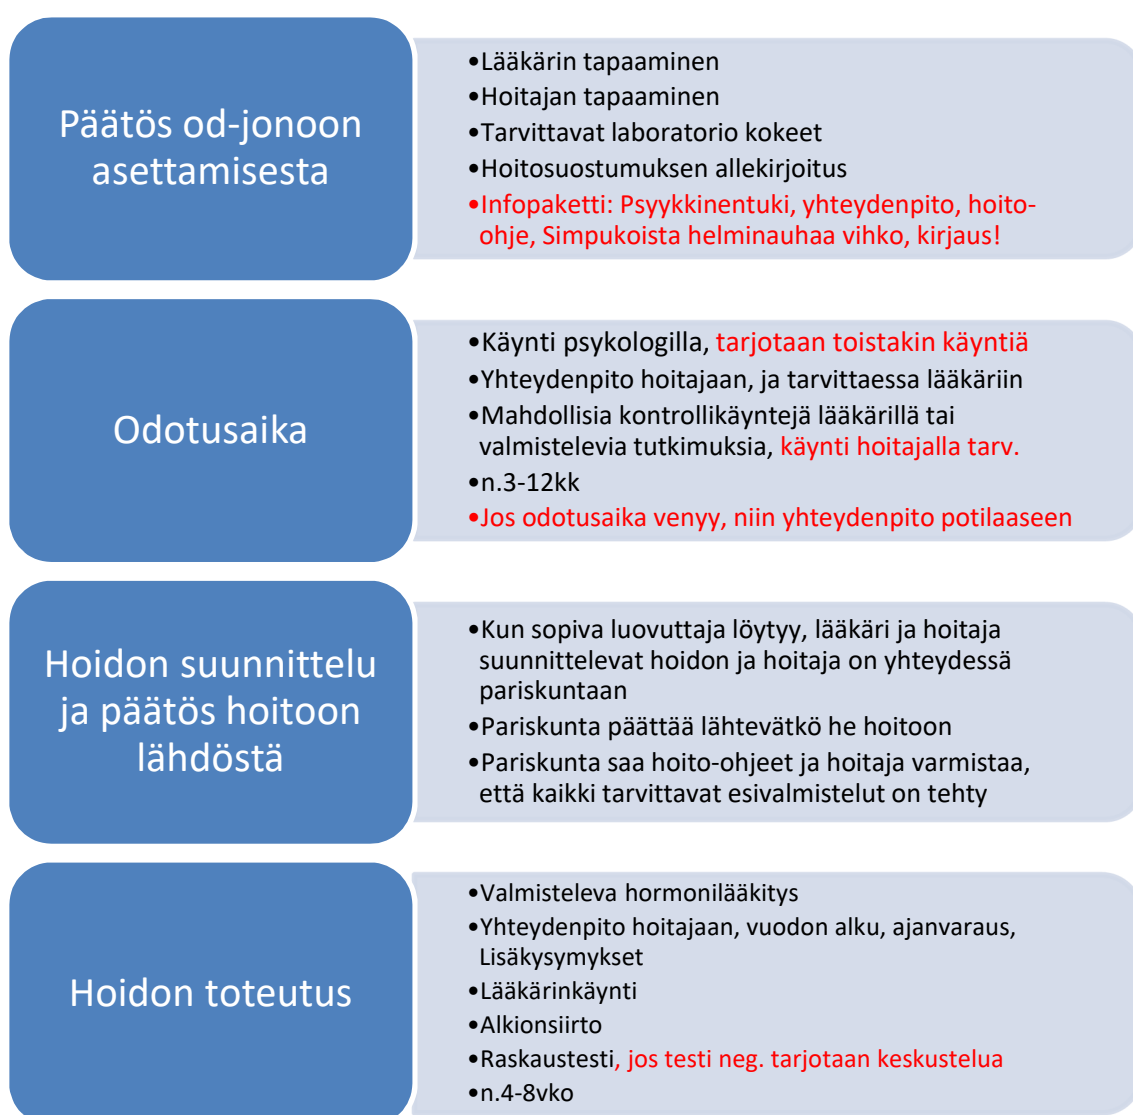 Päätös od-jonoon
asettamisesta
•Lääkärin tapaaminen
•Hoitajan tapaaminen
•Tarvittavat laboratorio kokeet
•Hoitosuostumuksen allekirjoitus
•Infopaketti: Psyykkinentuki, yhteydenpito, hoito-
ohje, Simpukoista helminauhaa vihko, kirjaus!
Odotusaika
•Käynti psykologilla, tarjotaan toistakin käyntiä
•Yhteydenpito hoitajaan, ja tarvittaessa lääkäriin
•Mahdollisia kontrollikäyntejä lääkärillä tai
valmistelevia tutkimuksia, käynti hoitajalla tarv.
•n.3-12kk
•Jos odotusaika venyy, niin yhteydenpito potilaaseen
Hoidon suunnittelu
ja päätös hoitoon
lähdöstä
•Kun sopiva luovuttaja löytyy, lääkäri ja hoitaja
suunnittelevat hoidon ja hoitaja on yhteydessä
pariskuntaan
•Pariskunta päättää lähtevätkö he hoitoon
•Pariskunta saa hoito-ohjeet ja hoitaja varmistaa,
että kaikki tarvittavat esivalmistelut on tehty
Hoidon toteutus
•Valmisteleva hormonilääkitys
•Yhteydenpito hoitajaan, vuodon alku, ajanvaraus,
Lisäkysymykset
•Lääkärinkäynti
•Alkionsiirto
•Raskaustesti, jos testi neg. tarjotaan keskustelua
•n.4-8vko